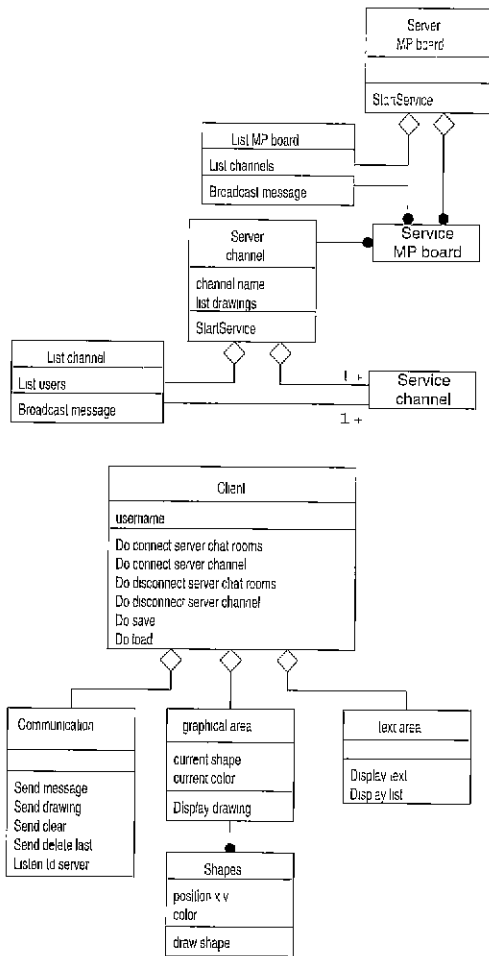 Server
MP board
StartService
List MP board
List channels
Broadcast message
Service
MP board
Server
channel
channel name
list drawings
StartService
List channel
List users
Broadcast message
1 +
Service
channel
1 +
Client
username
Do connect server chat rooms
Do connect server channel
Do disconnect server chat rooms
Do disconnect server channel
Do save
Do load
Communication
Send message
Send drawing
Send clear
Send delete last
Listen to server
graphical area
current shape
current color
Display drawing
text area
Display text
Display list
Shapes
position x y
color
draw shape